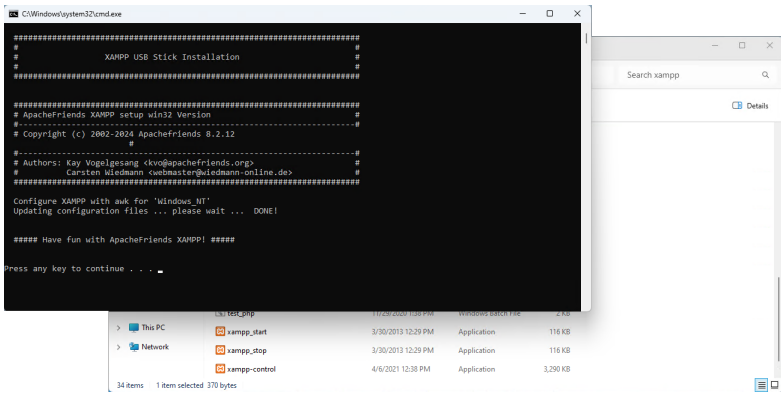 C:\Windows\system32\cmd.exe
########################################################################
# #
# XAMPP USB Stick Installation #
# #
########################################################################
########################################################################
# ApacheFriends XAMPP setup win32 Version #
#----------------------------------------------------------------------#
# Copyright (c) 2002-2024 Apachefriends 8.2.12
#
#----------------------------------------------------------------------#
# Authors: Kay Vogelgesang <kvo@apachefriends.org> #
# Carsten Wiedmann <webmaster@wiedmann-online.de> #
########################################################################
Configure XAMPP with awk for 'Windows_NT'
Updating configuration files ... please wait ... DONE!
##### Have fun with ApacheFriends XAMPP! #####
Press any key to continue . . .
Search xampp
Details
test_php 11/29/2020 1:38 PM Windows Batch File 2 KB
This PC
xampp_start 3/30/2013 12:29 PM Application 116 KB
Network
xampp_stop 3/30/2013 12:29 PM Application 116 KB
xampp-control 4/6/2021 12:38 PM Application 3,290 KB
34 items 1 item selected 370 bytes